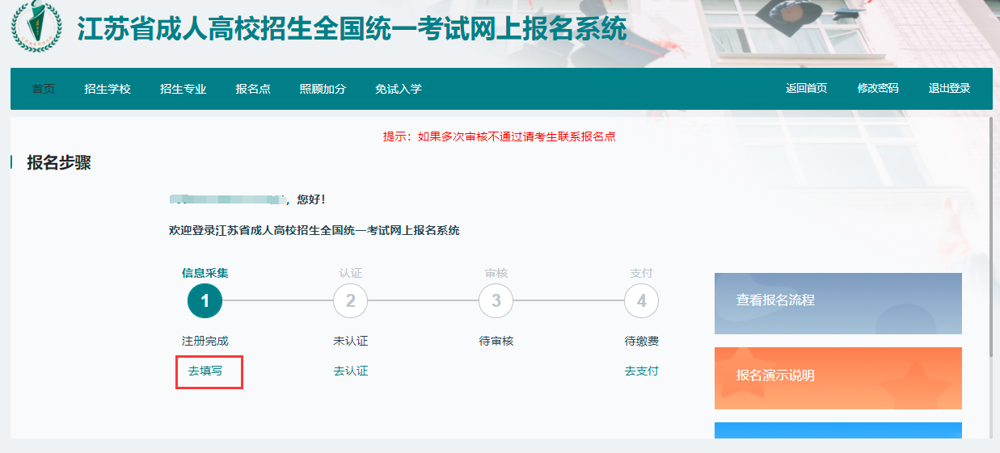 江苏省成人高校招生全国统一考试网上报名系统
首页 招生学校 招生专业 报名点 照顾加分 免试入学 返回首页 修改密码 退出登录
提示：如果多次审核不通过请考生联系报名点
报名步骤
，您好！
欢迎登录江苏省成人高校招生全国统一考试网上报名系统
信息采集 认证 审核 支付
1 2 3 4
注册完成 未认证 待审核 待缴费
去填写 去认证 去支付
查看报名流程
报名演示说明